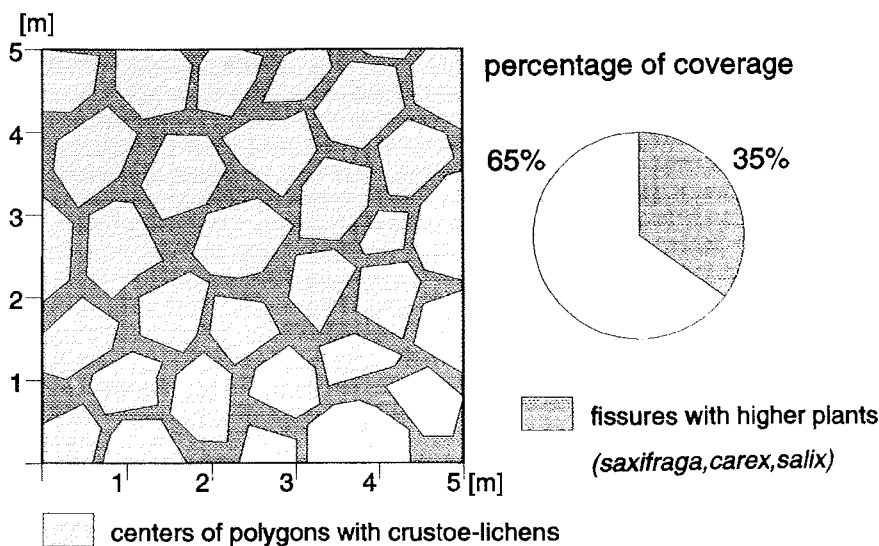 [m]
5
4
3
2
1
1 2 3 4 5 [m]
centers of polygons with crustoe-lichens
percentage of coverage
65% 35%
fissures with higher plants
(saxifraga,carex,salix)